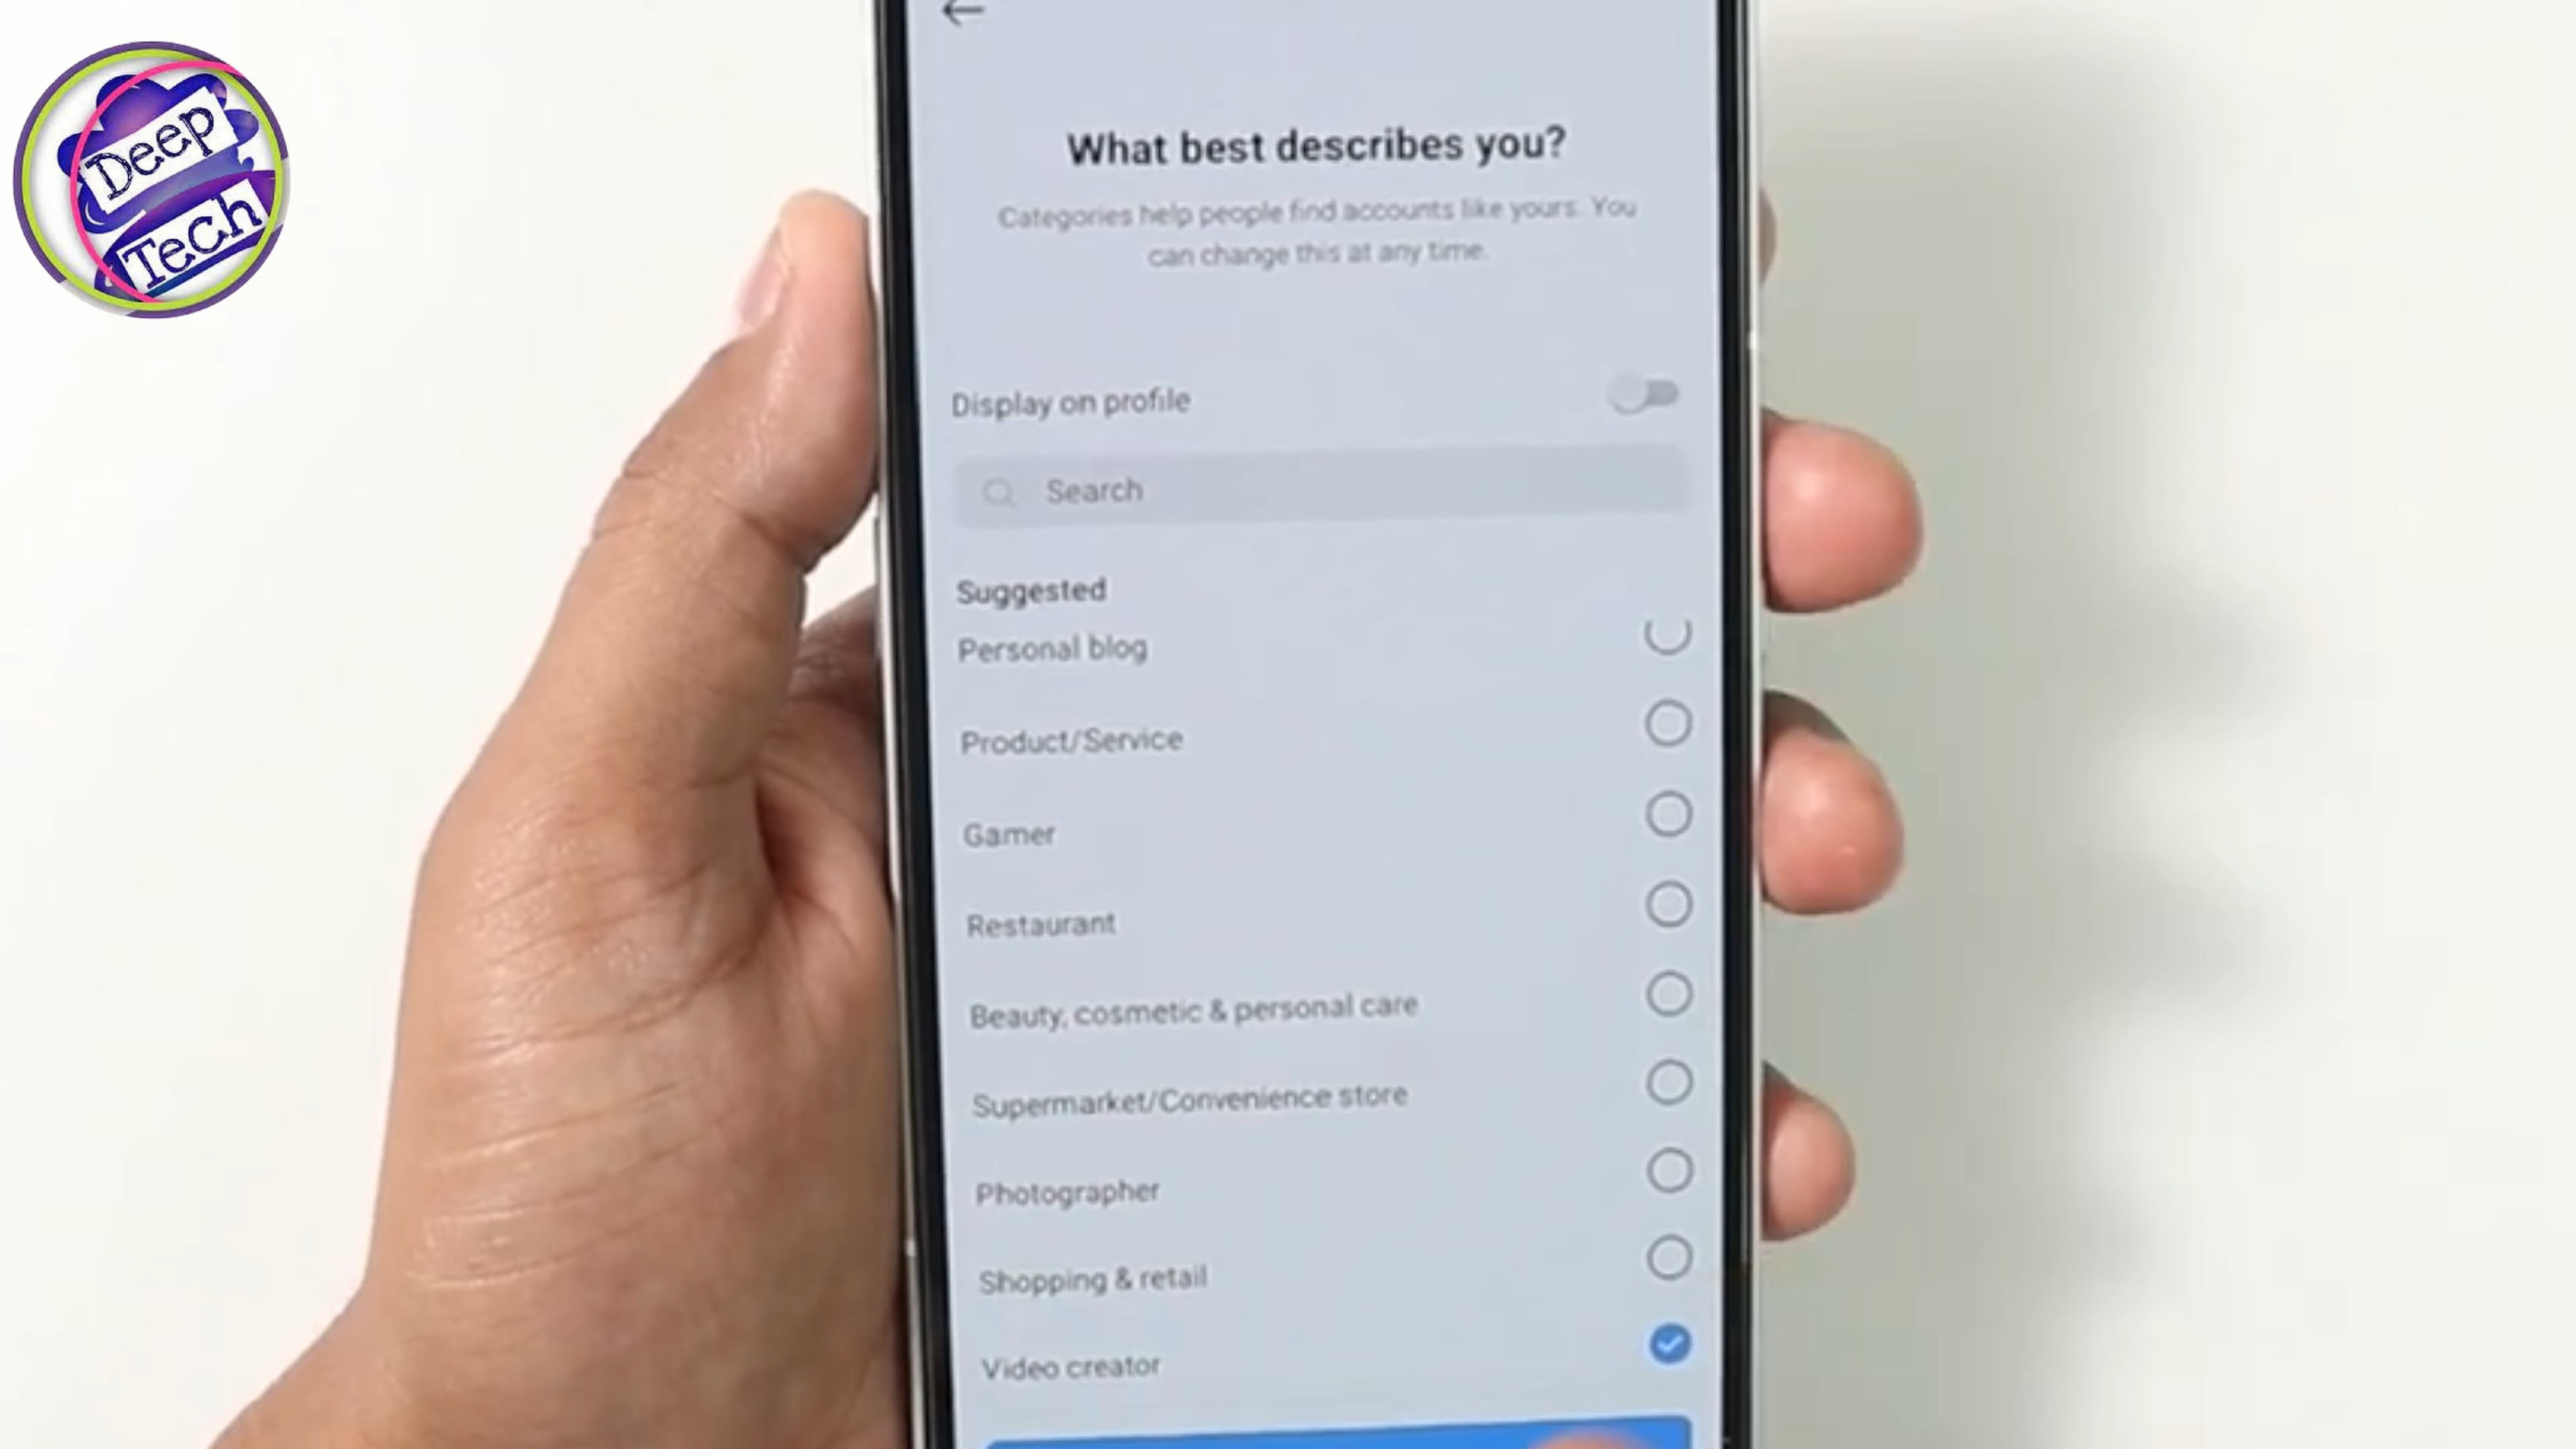 Deep
Tech
What best describes you?
Categories help people find accounts like yours. You
can change this at any time.
Display on profile
Search
Suggested
Personal blog
Product/Service
Gamer
Restaurant
Beauty, cosmetic & personal care
Supermarket/Convenience store
Photographer
Shopping & retail
Video creator